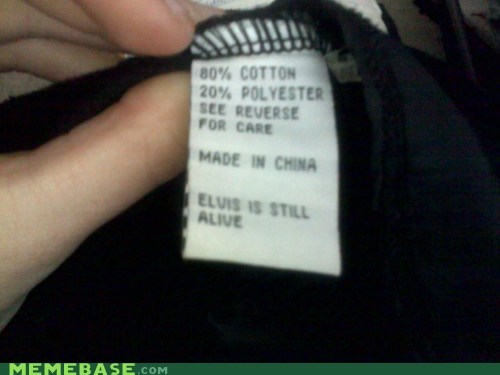 80% COTTON
20% POLYESTER
SEE REVERSE
FOR CARE
MADE IN CHINA
ELVIS IS STILL
ALIVE
MEMEBASE.COM